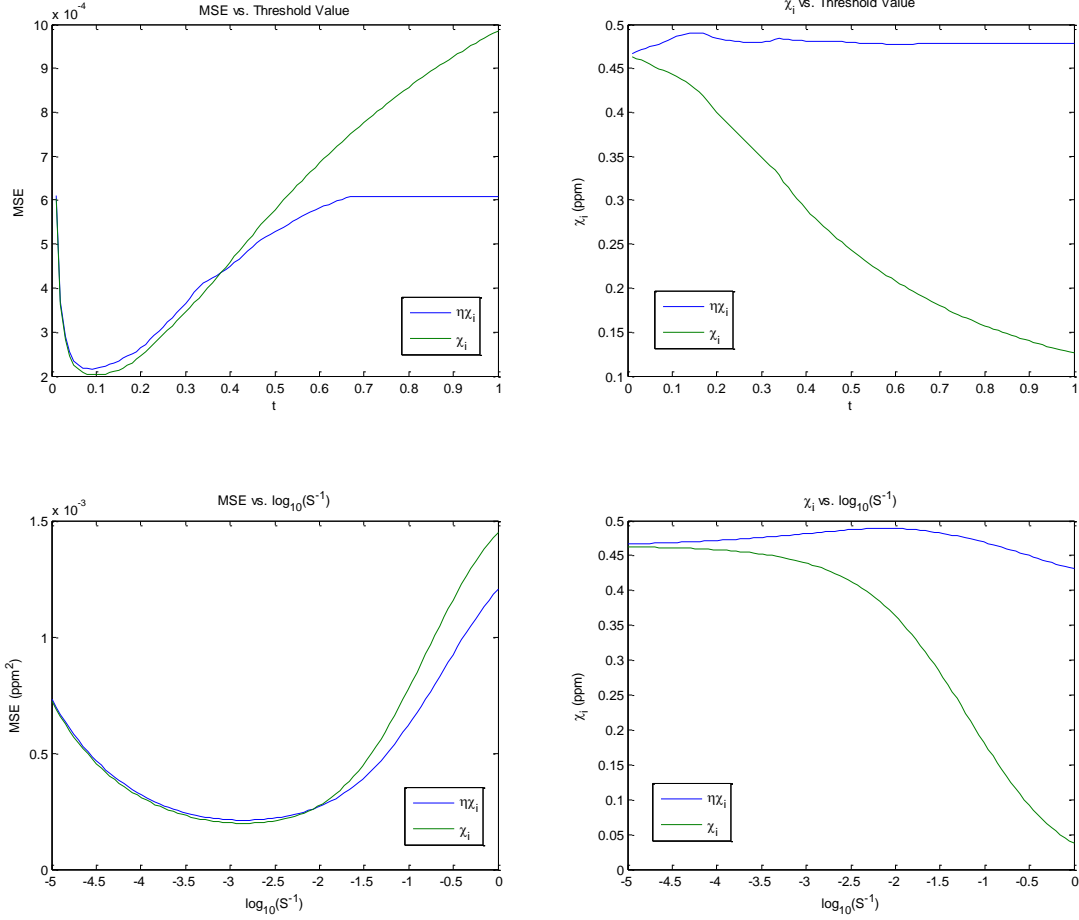 MSE vs. Threshold Value
x 10⁻⁴
10
9
8
7
6
5
4
3
2
0 0.1 0.2 0.3 0.4 0.5 0.6 0.7 0.8 0.9 1
MSE
t
ηχᵢ
χᵢ
χᵢ vs. Threshold Value
0.5
0.45
0.4
0.35
0.3
0.25
0.2
0.15
0.1
0 0.1 0.2 0.3 0.4 0.5 0.6 0.7 0.8 0.9 1
χᵢ (ppm)
t
ηχᵢ
χᵢ
MSE vs. log₁₀(S⁻¹)
x 10⁻³
1.5
1
0.5
0
-5 -4.5 -4 -3.5 -3 -2.5 -2 -1.5 -1 -0.5 0
MSE (ppm²)
log₁₀(S⁻¹)
ηχᵢ
χᵢ
χᵢ vs. log₁₀(S⁻¹)
0.5
0.45
0.4
0.35
0.3
0.25
0.2
0.15
0.1
0.05
0
-5 -4.5 -4 -3.5 -3 -2.5 -2 -1.5 -1 -0.5 0
χᵢ (ppm)
log₁₀(S⁻¹)
ηχᵢ
χᵢ